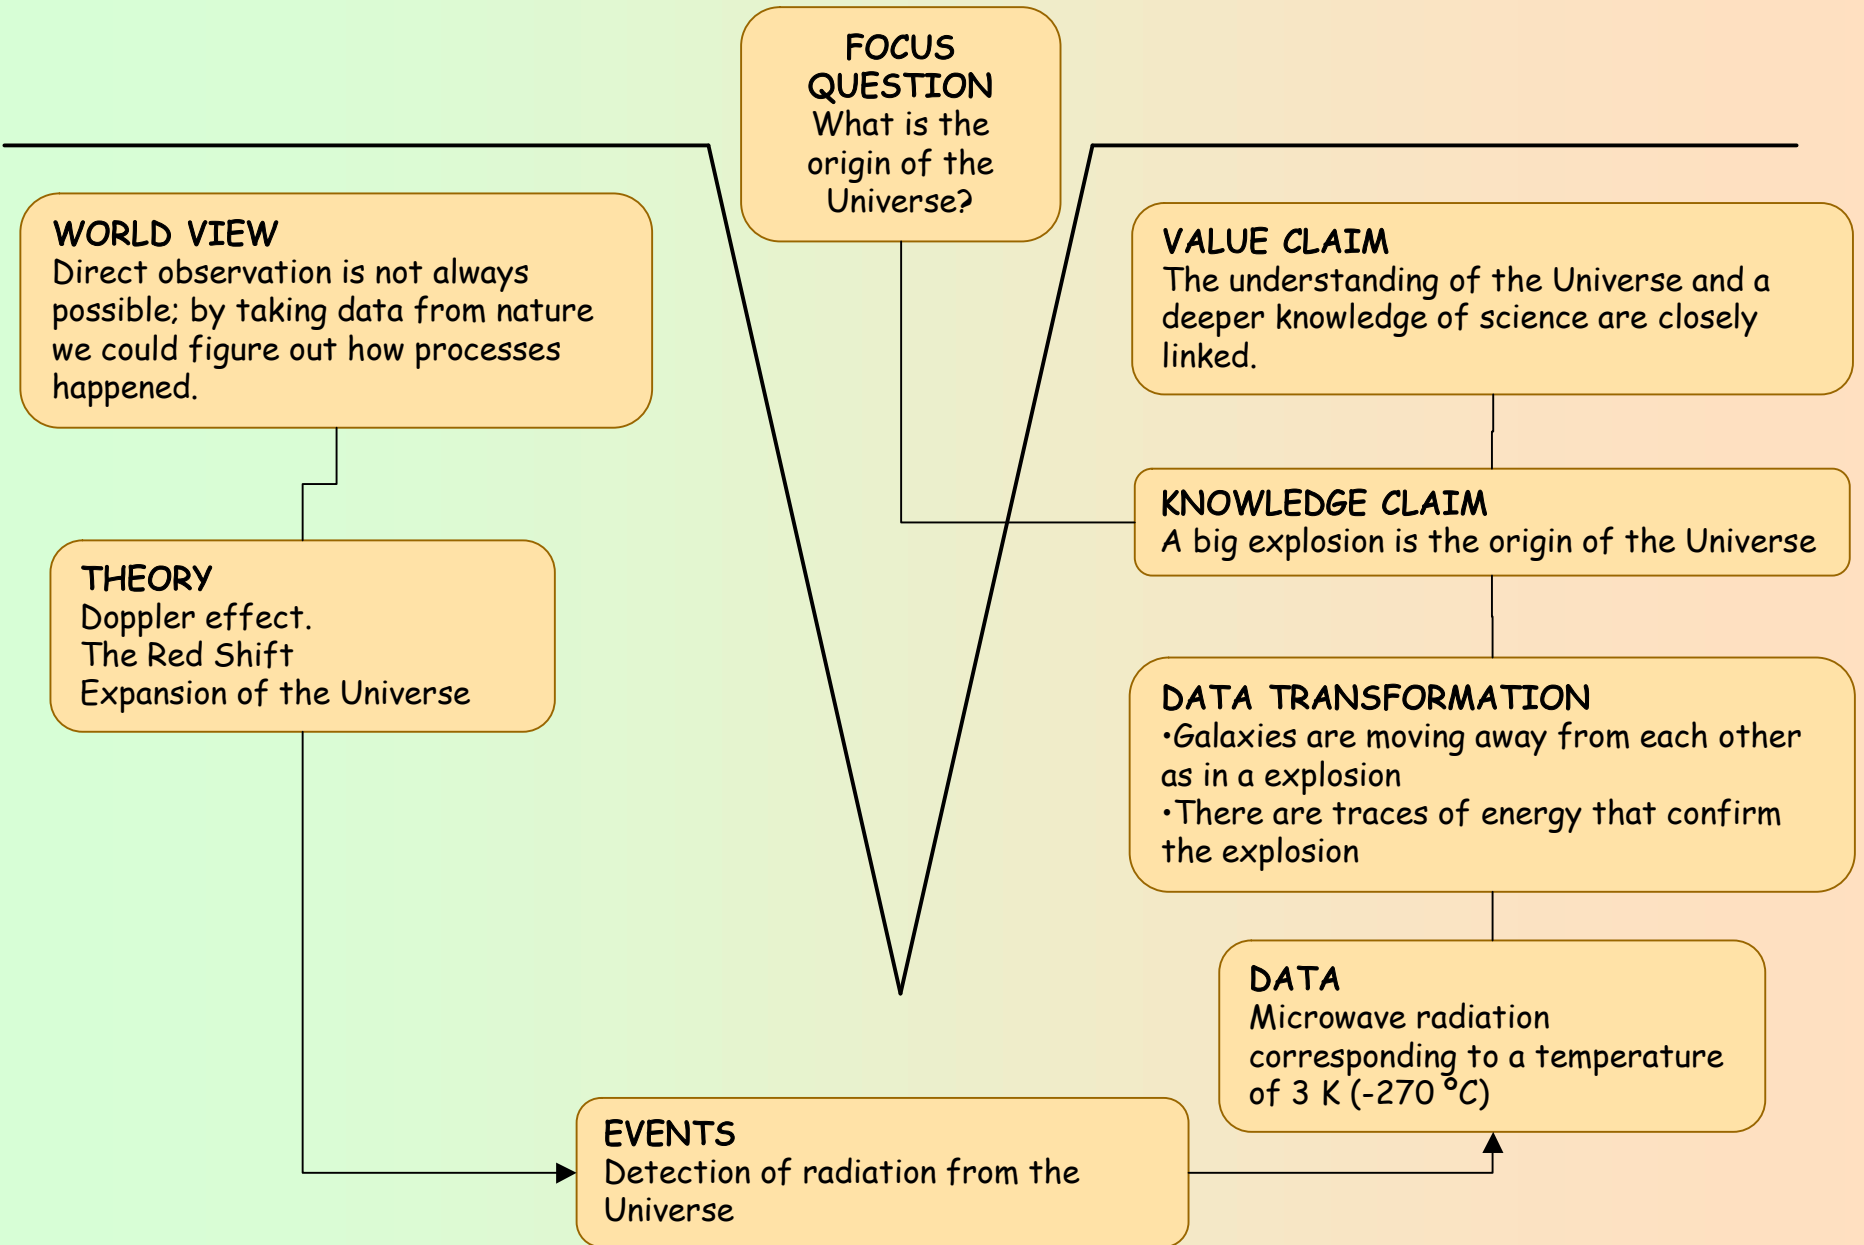 FOCUS
QUESTION
What is the
origin of the
Universe?
WORLD VIEW
Direct observation is not always
possible; by taking data from nature
we could figure out how processes
happened.
THEORY
Doppler effect.
The Red Shift
Expansion of the Universe
EVENTS
Detection of radiation from the
Universe
VALUE CLAIM
The understanding of the Universe and a
deeper knowledge of science are closely
linked.
KNOWLEDGE CLAIM
A big explosion is the origin of the Universe
DATA TRANSFORMATION
•Galaxies are moving away from each other
as in a explosion
•There are traces of energy that confirm
the explosion
DATA
Microwave radiation
corresponding to a temperature
of 3 K (-270 ºC)